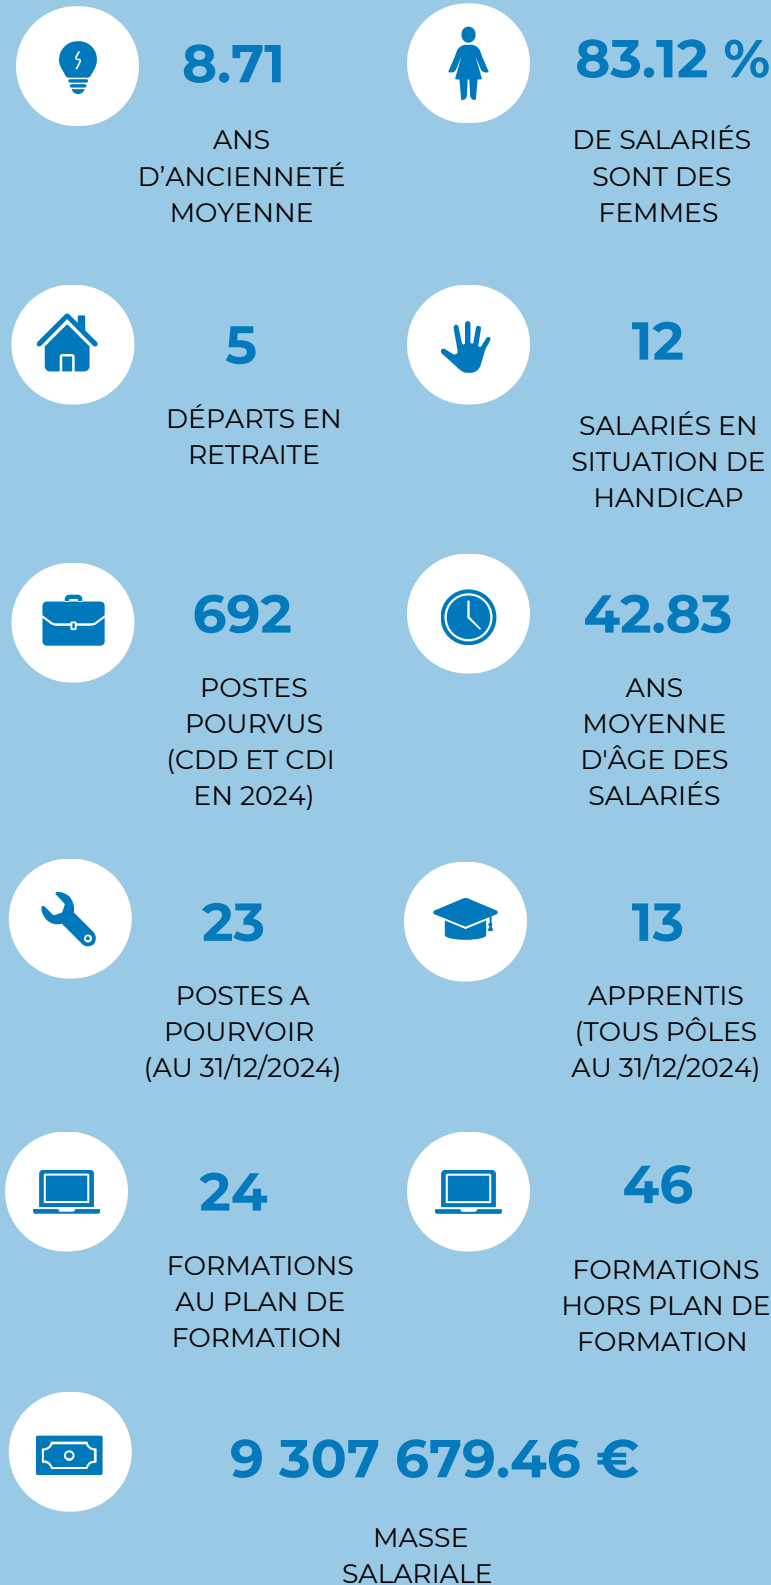 8.71
ANS
D’ANCIENNETÉ
MOYENNE
83.12 %
DE SALARIÉS
SONT DES
FEMMES
5
DÉPARTS EN
RETRAITE
12
SALARIÉS EN
SITUATION DE
HANDICAP
692
POSTES
POURVUS
(CDD ET CDI
EN 2024)
42.83
ANS
MOYENNE
D'ÂGE DES
SALARIÉS
23
POSTES A
POURVOIR
(AU 31/12/2024)
13
APPRENTIS
(TOUS PÔLES
AU 31/12/2024)
24
FORMATIONS
AU PLAN DE
FORMATION
46
FORMATIONS
HORS PLAN DE
FORMATION
9 307 679.46 €
MASSE
SALARIALE